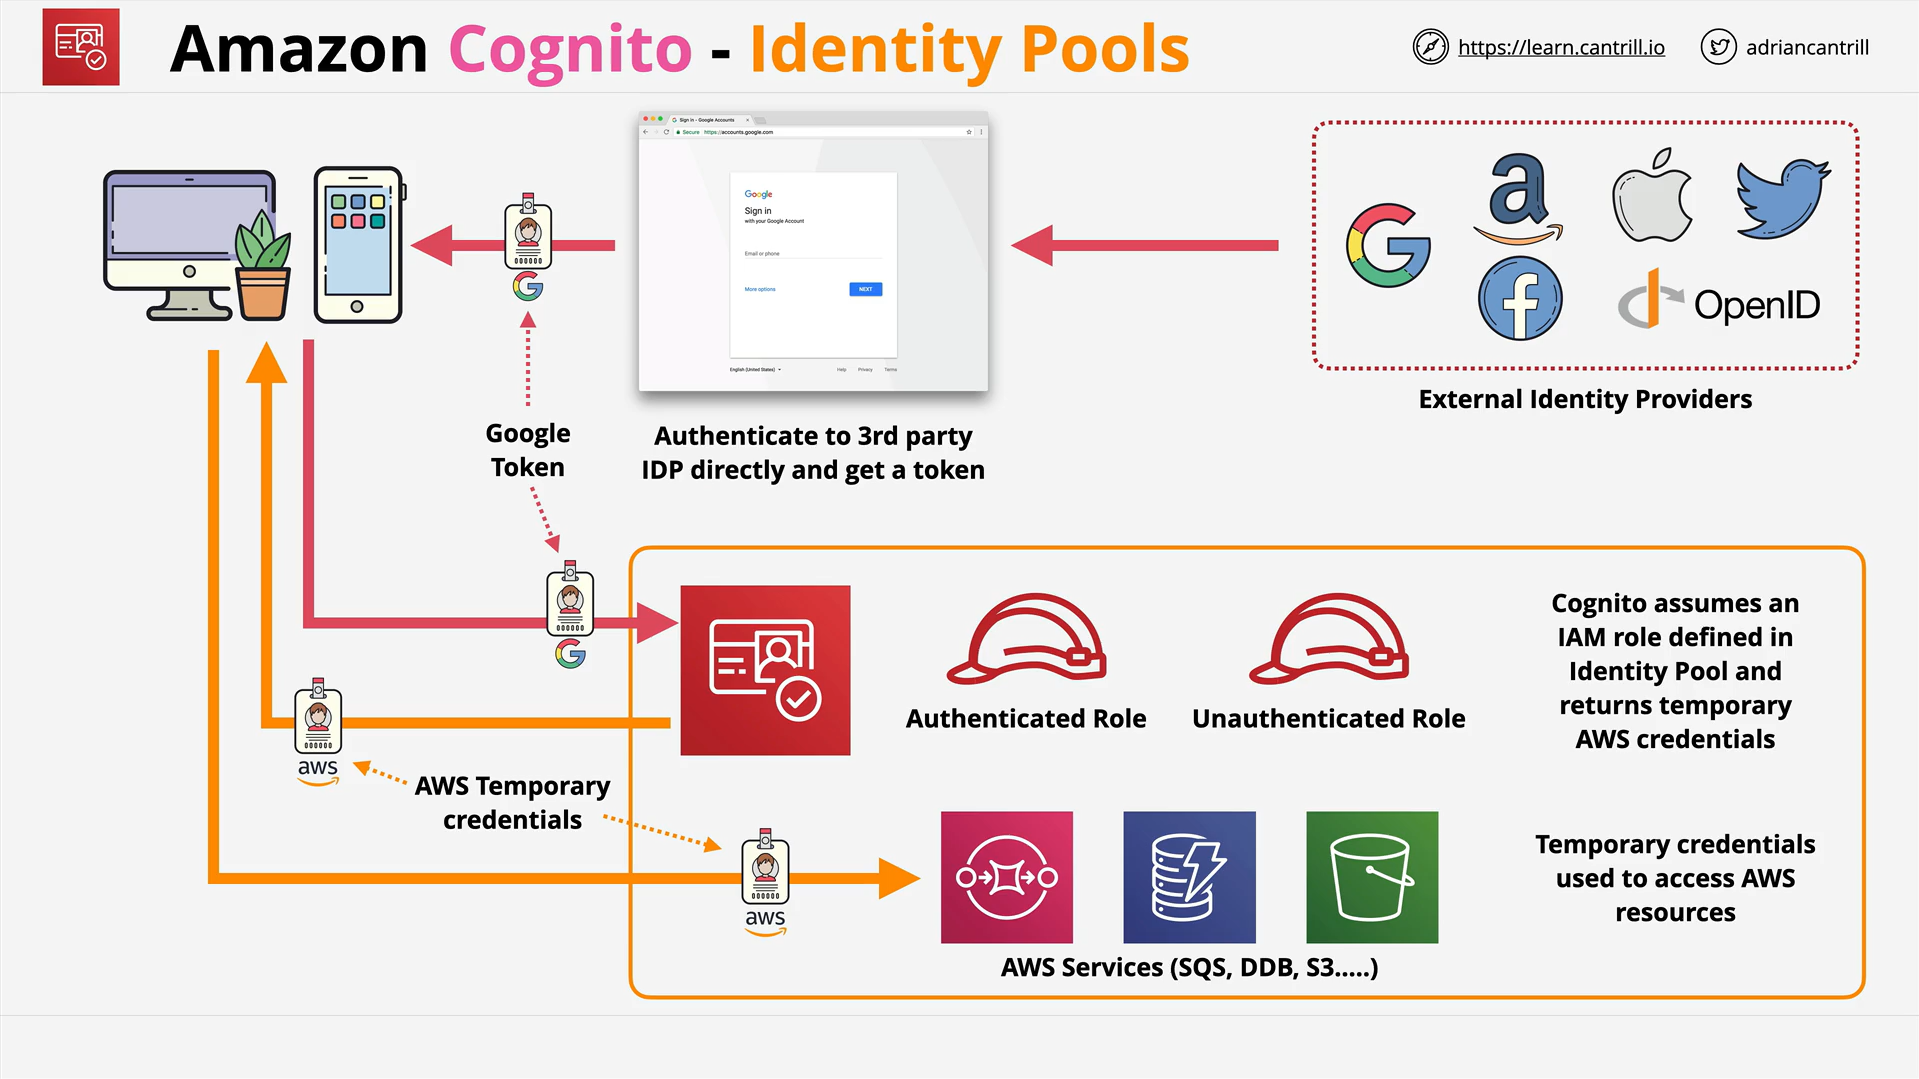 Amazon Cognito - Identity Pools
https://learn.cantrill.io
adriancantrill
Sign in - Google Accounts
Secure
https://accounts.google.com
Google
Sign in
with your Google Account
Email or phone
More options
NEXT
English (United States)
Help
Privacy
Terms
a
f
OpenID
External Identity Providers
G
Google
Token
Authenticate to 3rd party
IDP directly and get a token
G
Cognito assumes an
IAM role defined in
Identity Pool and
returns temporary
AWS credentials
Authenticated Role
Unauthenticated Role
aws
AWS Temporary
credentials
aws
Temporary credentials
used to access AWS
resources
AWS Services (SQS, DDB, S3.....)